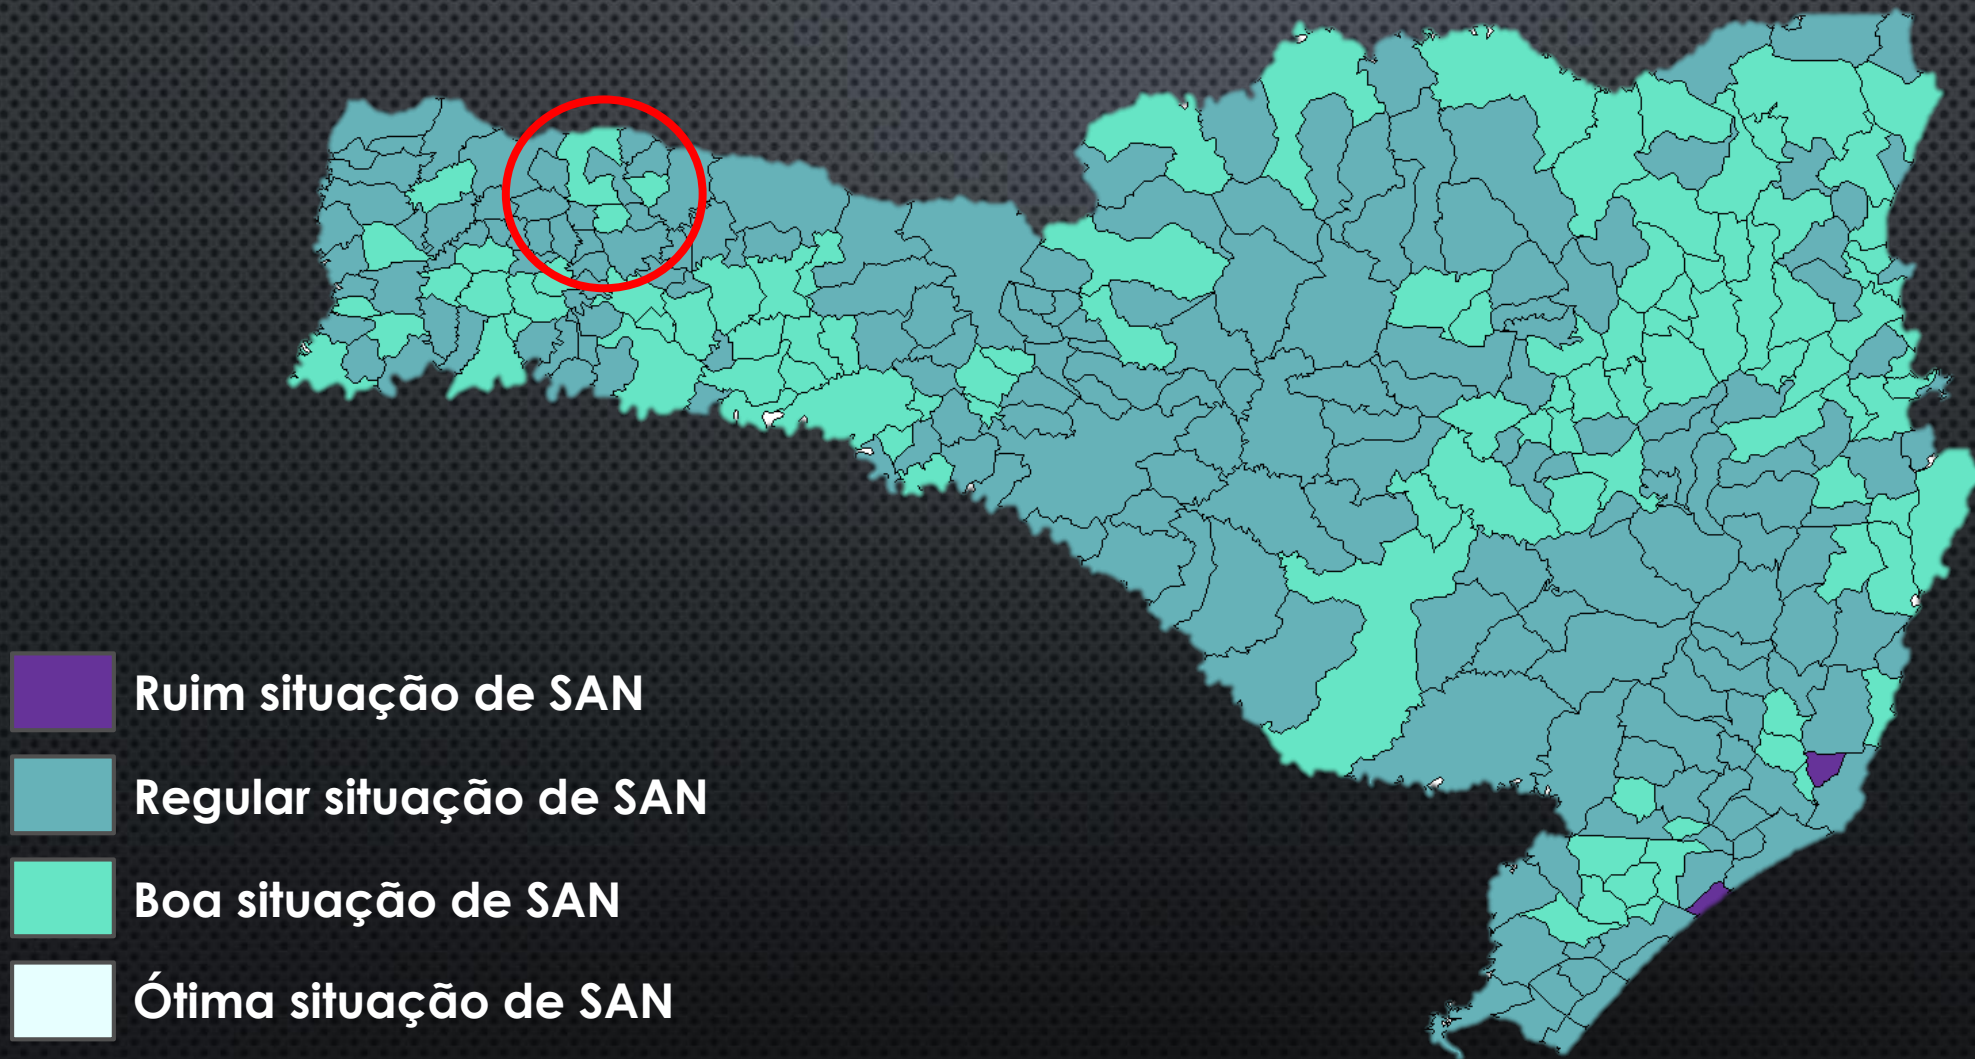 Ruim situação de SAN
Regular situação de SAN
Boa situação de SAN
Ótima situação de SAN